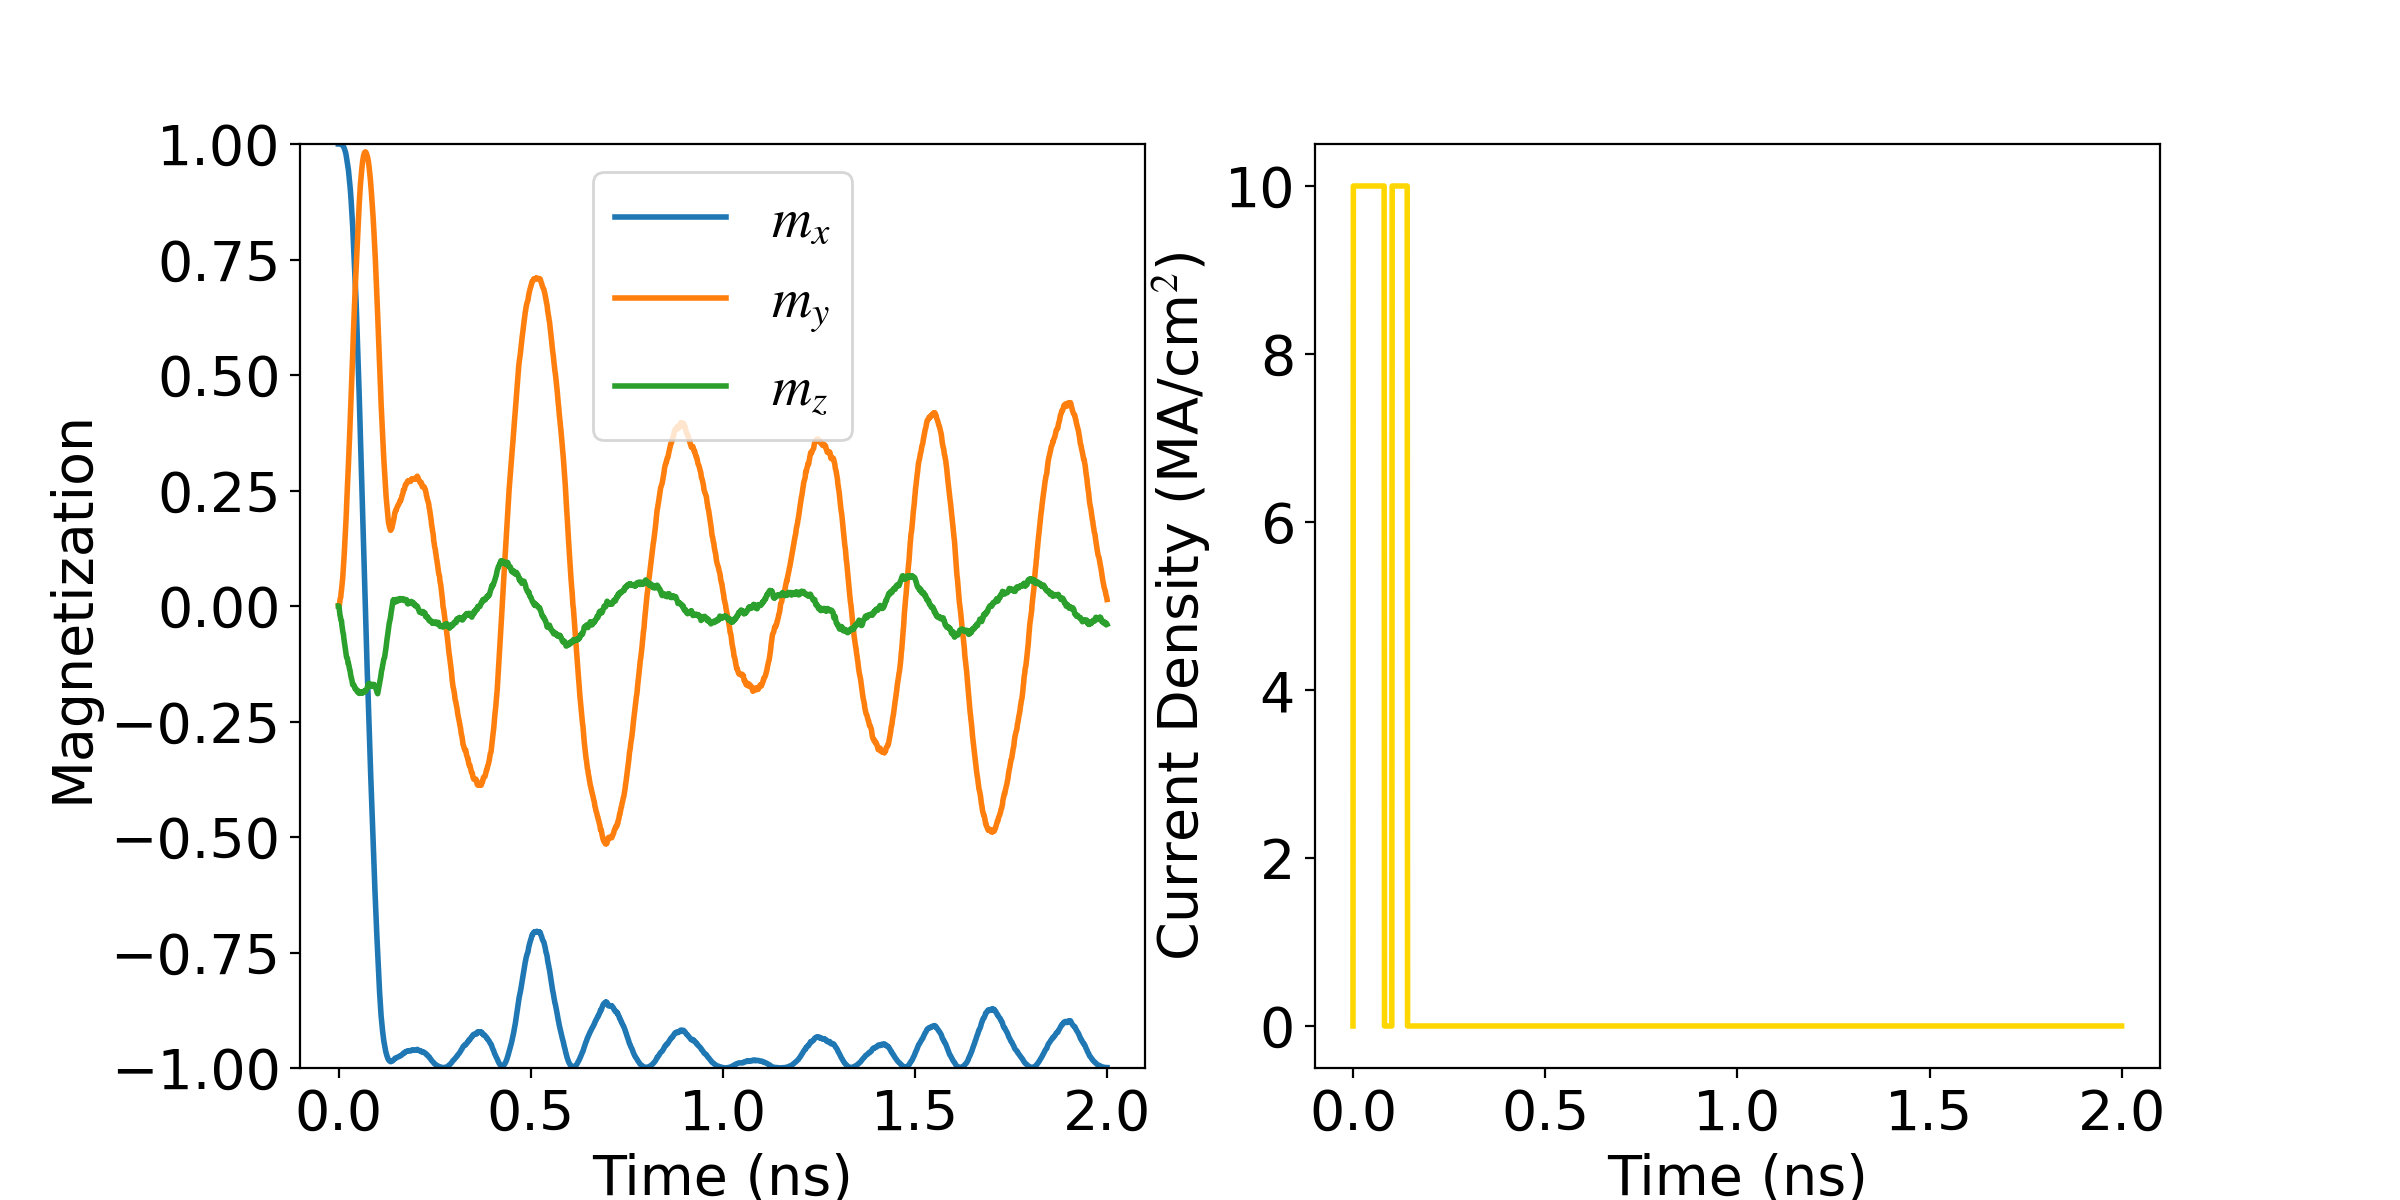 Magnetization
1.00
0.75
0.50
0.25
0.00
−0.25
−0.50
−0.75
−1.00
0.0 0.5 1.0 1.5 2.0
Time (ns)
m_x
m_y
m_z
Current Density (MA/cm²)
10
8
6
4
2
0
0.0 0.5 1.0 1.5 2.0
Time (ns)